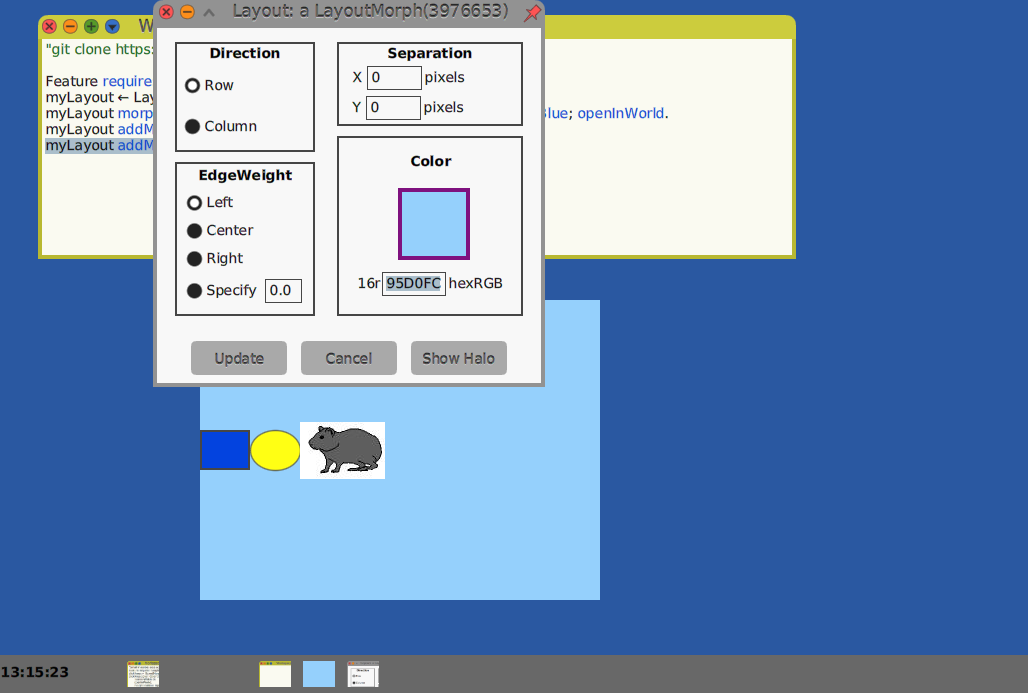 Layout: a LayoutMorph(3976653)
W
"git clone https:
Feature require
myLayout ← Lay
myLayout morp
lue; openInWorld.
myLayout addM
myLayout addM
Direction
Row
Column
EdgeWeight
Left
Center
Right
Specify 0.0
Separation
X 0 pixels
Y 0 pixels
Color
16r 95D0FC hexRGB
Update Cancel Show Halo
13:15:23